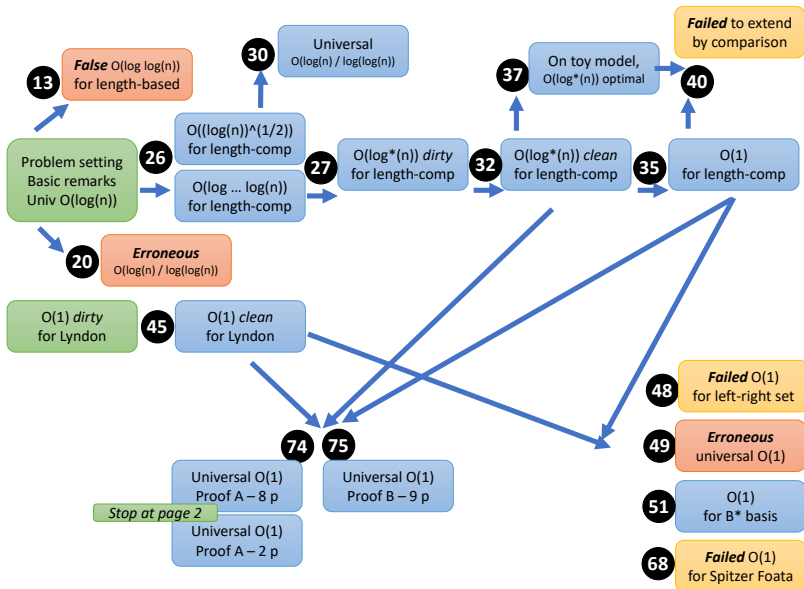 13
False O(log log(n))
for length-based
30
Universal
O(log(n) / log(log(n))
37
On toy model,
O(log*(n)) optimal
Failed to extend
by comparison
40
Problem setting
Basic remarks
Univ O(log(n))
26
O((log(n))^(1/2))
for length-comp
O(log ... log(n))
for length-comp
27
O(log*(n)) dirty
for length-comp
32
O(log*(n)) clean
for length-comp
35
O(1)
for length-comp
20
Erroneous
O(log(n) / log(log(n))
O(1) dirty
for Lyndon
45
O(1) clean
for Lyndon
74
75
Universal O(1)
Proof A – 8 p
Stop at page 2
Universal O(1)
Proof A – 2 p
Universal O(1)
Proof B – 9 p
48
Failed O(1)
for left-right set
49
Erroneous
universal O(1)
51
O(1)
for B* basis
68
Failed O(1)
for Spitzer Foata